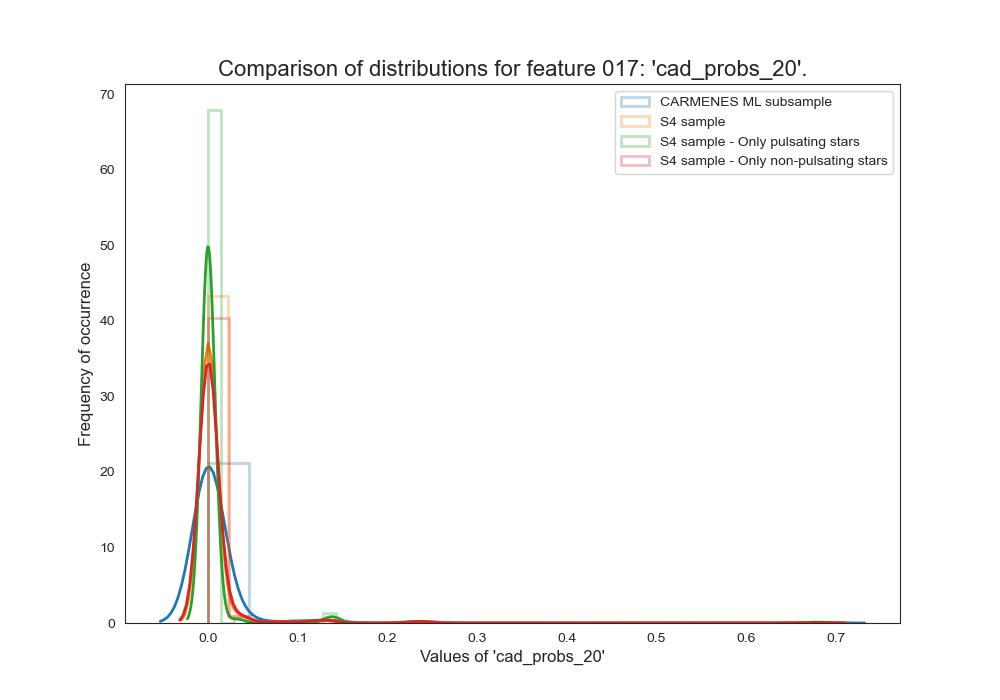 Comparison of distributions for feature 017: 'cad_probs_20'.
CARMENES ML subsample
S4 sample
S4 sample - Only pulsating stars
S4 sample - Only non-pulsating stars
Frequency of occurrence
70
60
50
40
30
20
10
0
0.0 0.1 0.2 0.3 0.4 0.5 0.6 0.7
Values of 'cad_probs_20'